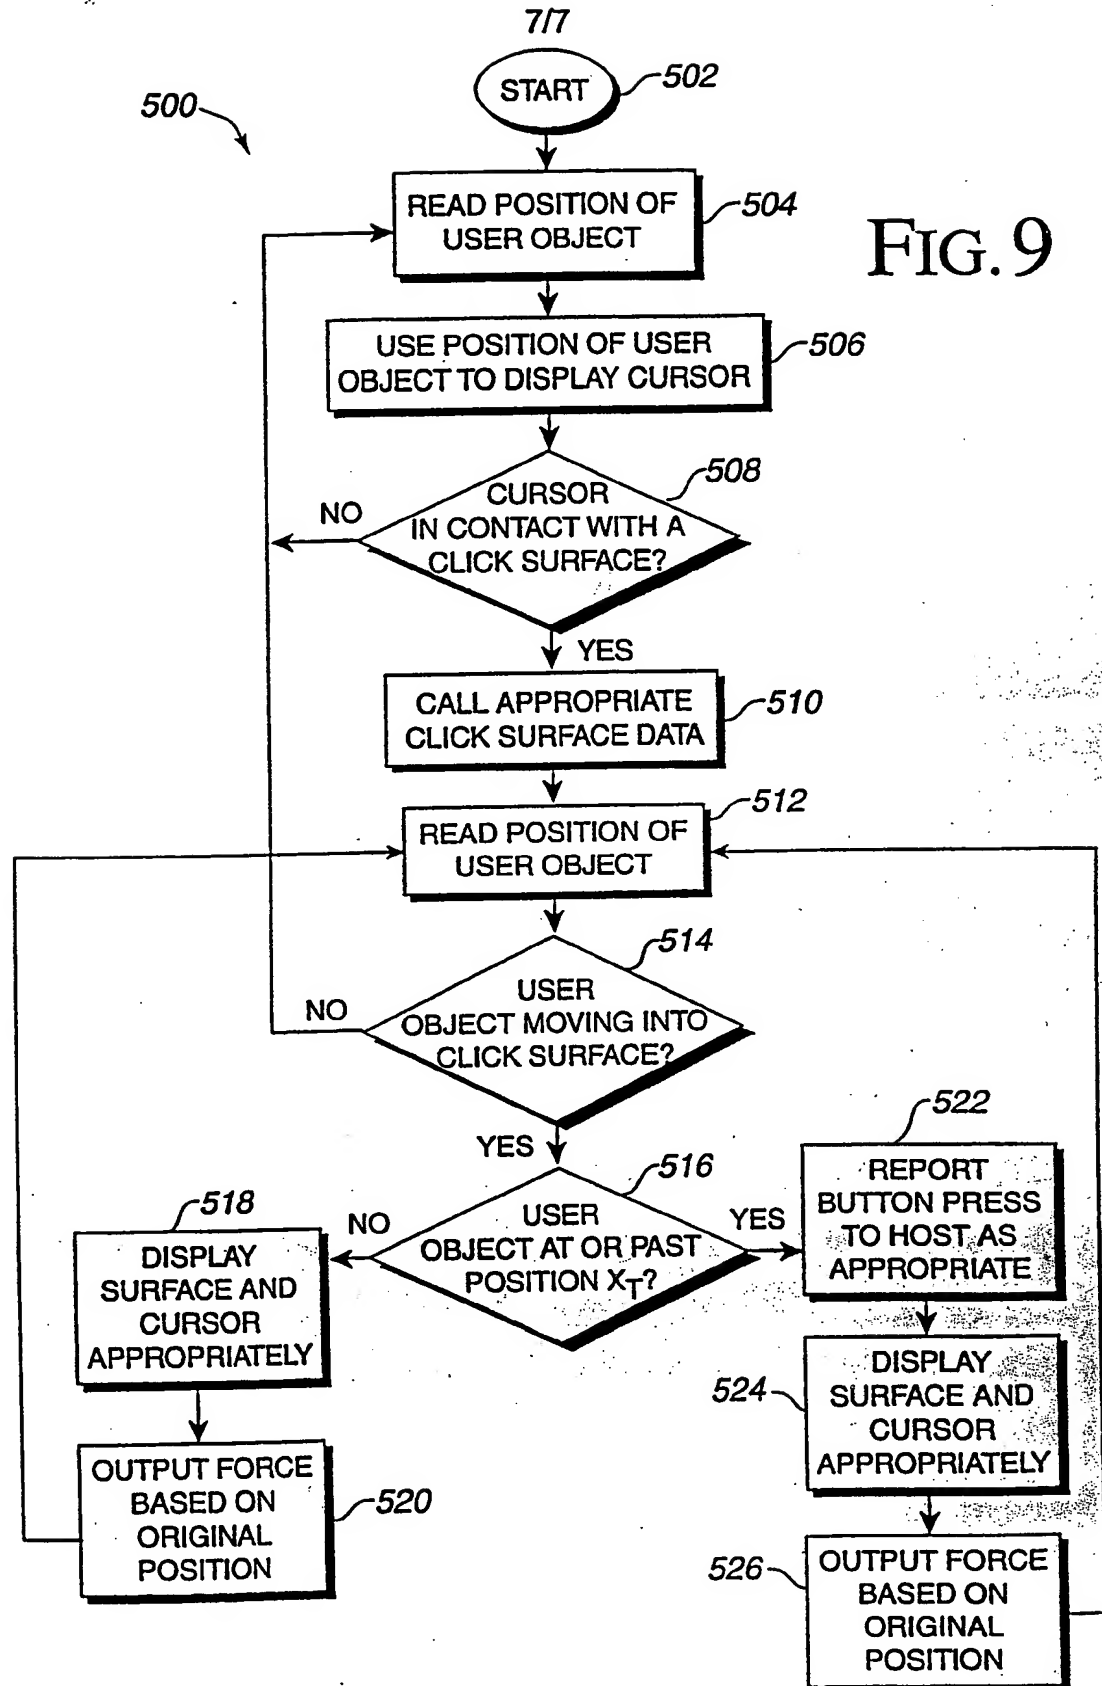 7/7
START
502
500
READ POSITION OF
USER OBJECT
504
FIG. 9
USE POSITION OF USER
OBJECT TO DISPLAY CURSOR
506
508
CURSOR
IN CONTACT WITH A
CLICK SURFACE?
NO
YES
CALL APPROPRIATE
CLICK SURFACE DATA
510
512
READ POSITION OF
USER OBJECT
514
USER
OBJECT MOVING INTO
CLICK SURFACE?
NO
YES
516
USER
OBJECT AT OR PAST
POSITION X_T?
NO
YES
518
DISPLAY
SURFACE AND
CURSOR
APPROPRIATELY
OUTPUT FORCE
BASED ON
ORIGINAL
POSITION
520
522
REPORT
BUTTON PRESS
TO HOST AS
APPROPRIATE
524
DISPLAY
SURFACE AND
CURSOR
APPROPRIATELY
526
OUTPUT FORCE
BASED ON
ORIGINAL
POSITION